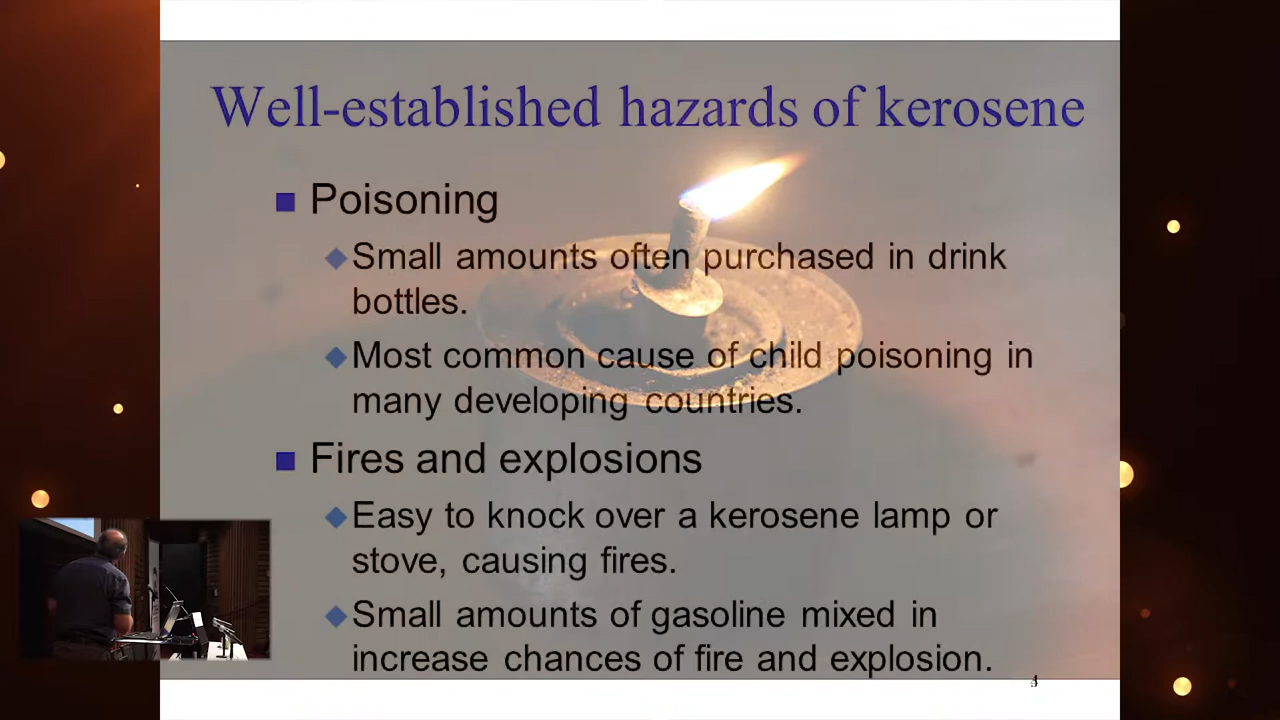 Well-established hazards of kerosene
Poisoning
Small amounts often purchased in drink
bottles.
Most common cause of child poisoning in
many developing countries.
Fires and explosions
Easy to knock over a kerosene lamp or
stove, causing fires.
Small amounts of gasoline mixed in
increase chances of fire and explosion.